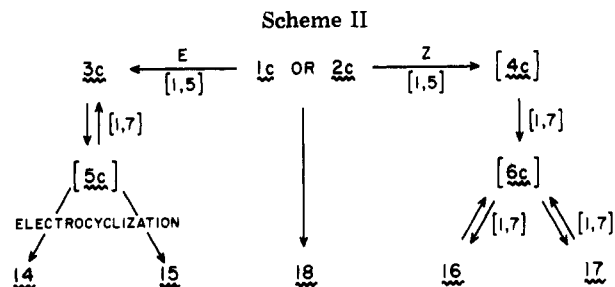 Scheme II
E Z
3c 1c OR 2c [4c]
[1,5] [1,5]
[1,7] [1,7]
[5c] [6c]
ELECTROCYCLIZATION [1,7] [1,7]
14 15 18 16 17